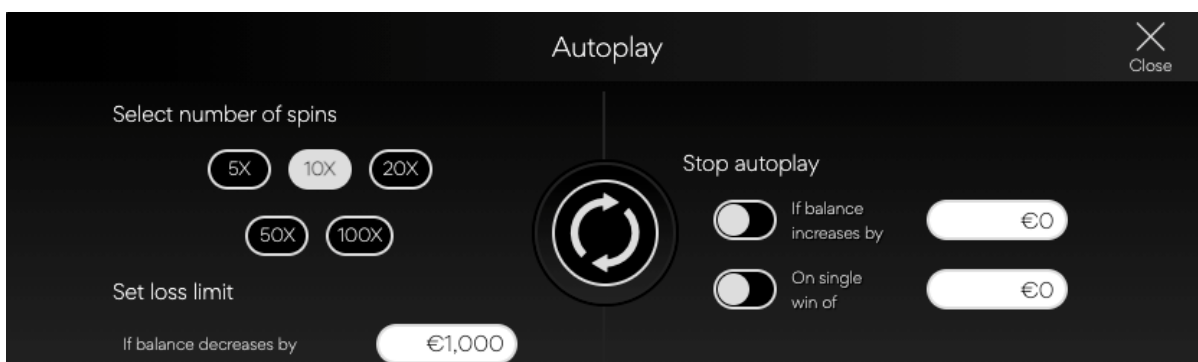 Autoplay
Close
Select number of spins
5X 10X 20X
50X 100X
Set loss limit
If balance decreases by €1,000
Stop autoplay
If balance
increases by €0
On single
win of €0